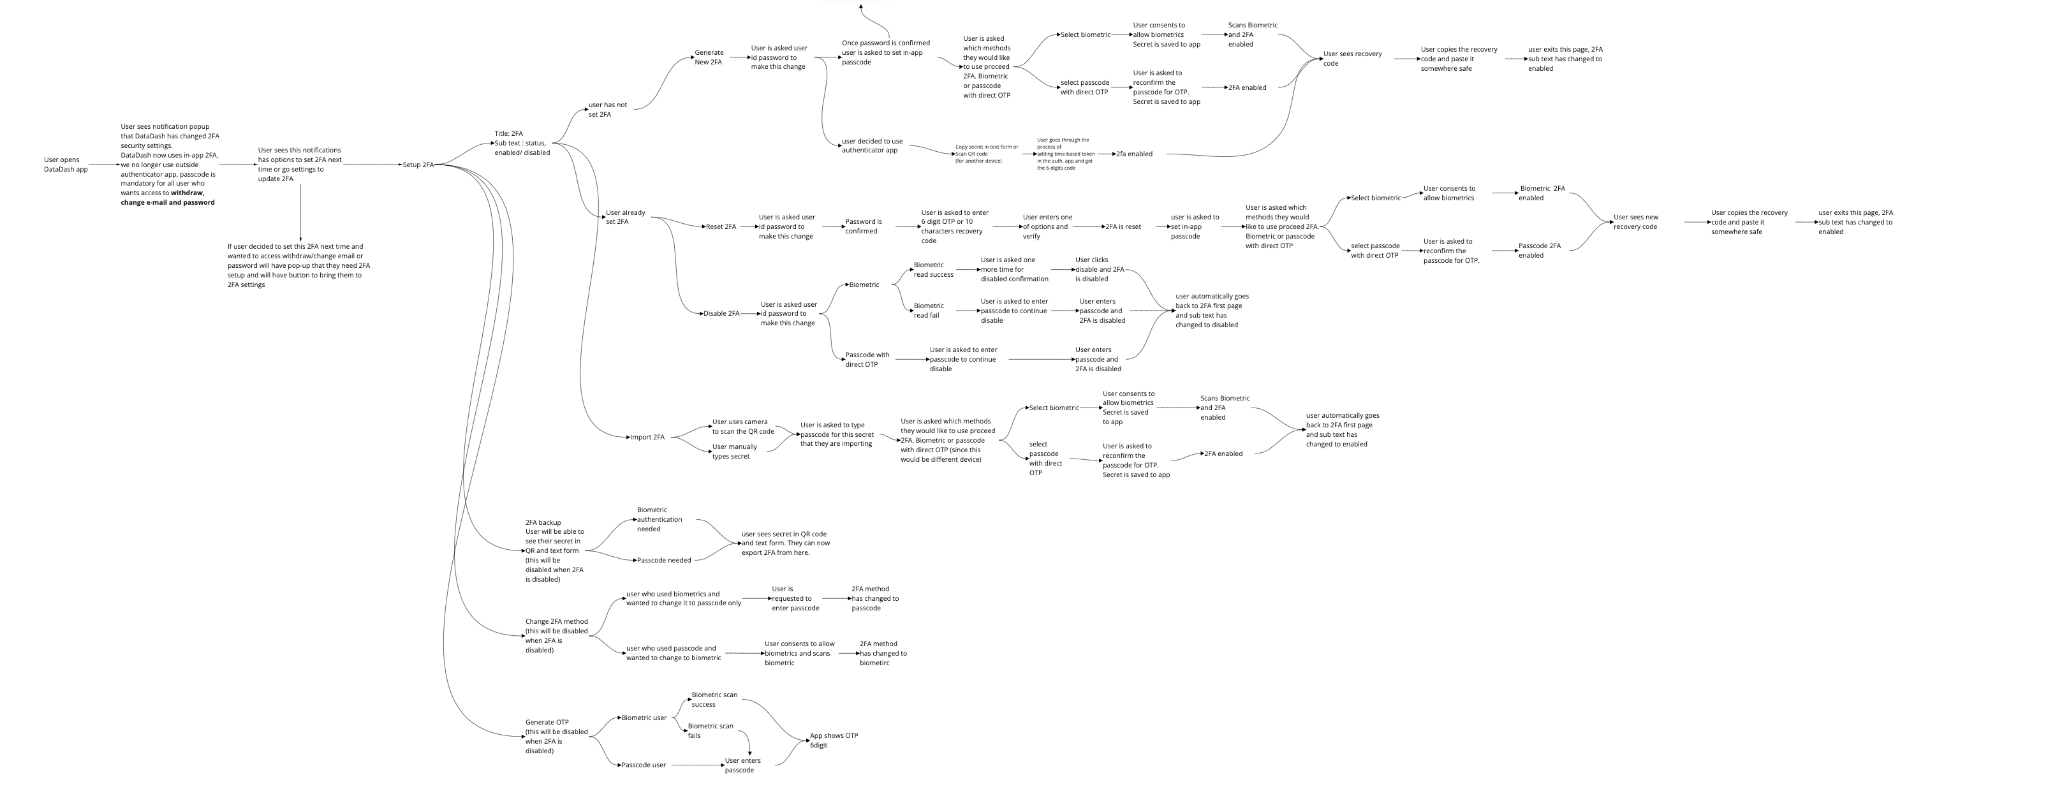 User opens
DataDash app
User sees notification popup
that DataDash has changed 2FA
security settings.
DataDash now uses in-app 2FA,
we no longer use outside
authenticator app, passcode is
mandatory for all user who
wants access to withdraw,
change e-mail and password
User sees this notifications
has options to set 2FA next
time or go settings to
update 2FA
If user decided to set this 2FA next time and
wanted to access withdraw/change email or
password will have pop-up that they need 2FA
setup and will have button to bring them to
2FA settings
Setup 2FA
Title: 2FA
Sub text : status,
enabled/ disabled
user has not
set 2FA
Generate
New 2FA
User is asked user
id password to
make this change
Once password is confirmed
user is asked to set in-app
passcode
User is asked
which methods
they would like
to use proceed
2FA, Biometric
or passcode
with direct OTP
Select biometric
User consents to
allow biometrics
Secret is saved to app
Scans Biometric
and 2FA
enabled
select passcode
with direct OTP
User is asked to
reconfirm the
passcode for OTP.
Secret is saved to app
2FA enabled
User sees recovery
code
User copies the recovery
code and paste it
somewhere safe
user exits this page, 2FA
sub text has changed to
enabled
user decided to use
authenticator app
Copy secret in text form or
Scan QR code
(for another device)
User goes through the
process of
adding time-based token
in the auth. app and get
the 6-digits code
2fa enabled
User already
set 2FA
Reset 2FA
User is asked user
id password to
make this change
Password is
confirmed
User is asked to enter
6 digit OTP or 10
characters recovery
code
User enters one
of options and
verify
2FA is reset
user is asked to
set in-app
passcode
User is asked which
methods they would
like to use proceed 2FA.
Biometric or passcode
with direct OTP
Select biometric
User consents to
allow biometrics
Biometric 2FA
enabled
select passcode
with direct OTP
User is asked to
reconfirm the
passcode for OTP.
Passcode 2FA
enabled
User sees new
recovery code
User copies the recovery
code and paste it
somewhere safe
user exits this page, 2FA
sub text has changed to
enabled
Disable 2FA
User is asked user
id password to
make this change
Biometric
Biometric
read success
User is asked one
more time for
disabled confirmation
User clicks
disable and 2FA
is disabled
Biometric
read fail
User is asked to enter
passcode to continue
disable
User enters
passcode and
2FA is disabled
Passcode with
direct OTP
User is asked to enter
passcode to continue
disable
User enters
passcode and
2FA is disabled
user automatically goes
back to 2FA first page
and sub text has
changed to disabled
Import 2FA
User uses camera
to scan the QR code
User manually
types secret
User is asked to type
passcode for this secret
that they are importing
User is asked which methods
they would like to use proceed
2FA. Biometric or passcode
with direct OTP (since this
would be different device)
Select biometric
User consents to
allow biometrics
Secret is saved
to app
Scans Biometric
and 2FA
enabled
select
passcode
with direct
OTP
User is asked to
reconfirm the
passcode for OTP.
Secret is saved to app
2FA enabled
user automatically goes
back to 2FA first page
and sub text has
changed to enabled
2FA backup
User will be able to
see their secret in
QR and text form
(this will be
disabled when 2FA
is disabled)
Biometric
authentication
needed
Passcode needed
user sees secret in QR code
and text form. They can now
export 2FA from here.
Change 2FA method
(this will be disabled
when 2FA is
disabled)
user who used biometrics and
wanted to change it to passcode only
User is
requested to
enter passcode
2FA method
has changed to
passcode
user who used passcode and
wanted to change to biometric
User consents to allow
biometrics and scans
biometric
2FA method
has changed to
biometirc
Generate OTP
(this will be disabled
when 2FA is
disabled)
Biometric user
Biometric scan
success
Biometric scan
fails
Passcode user
User enters
passcode
App shows OTP
6digit